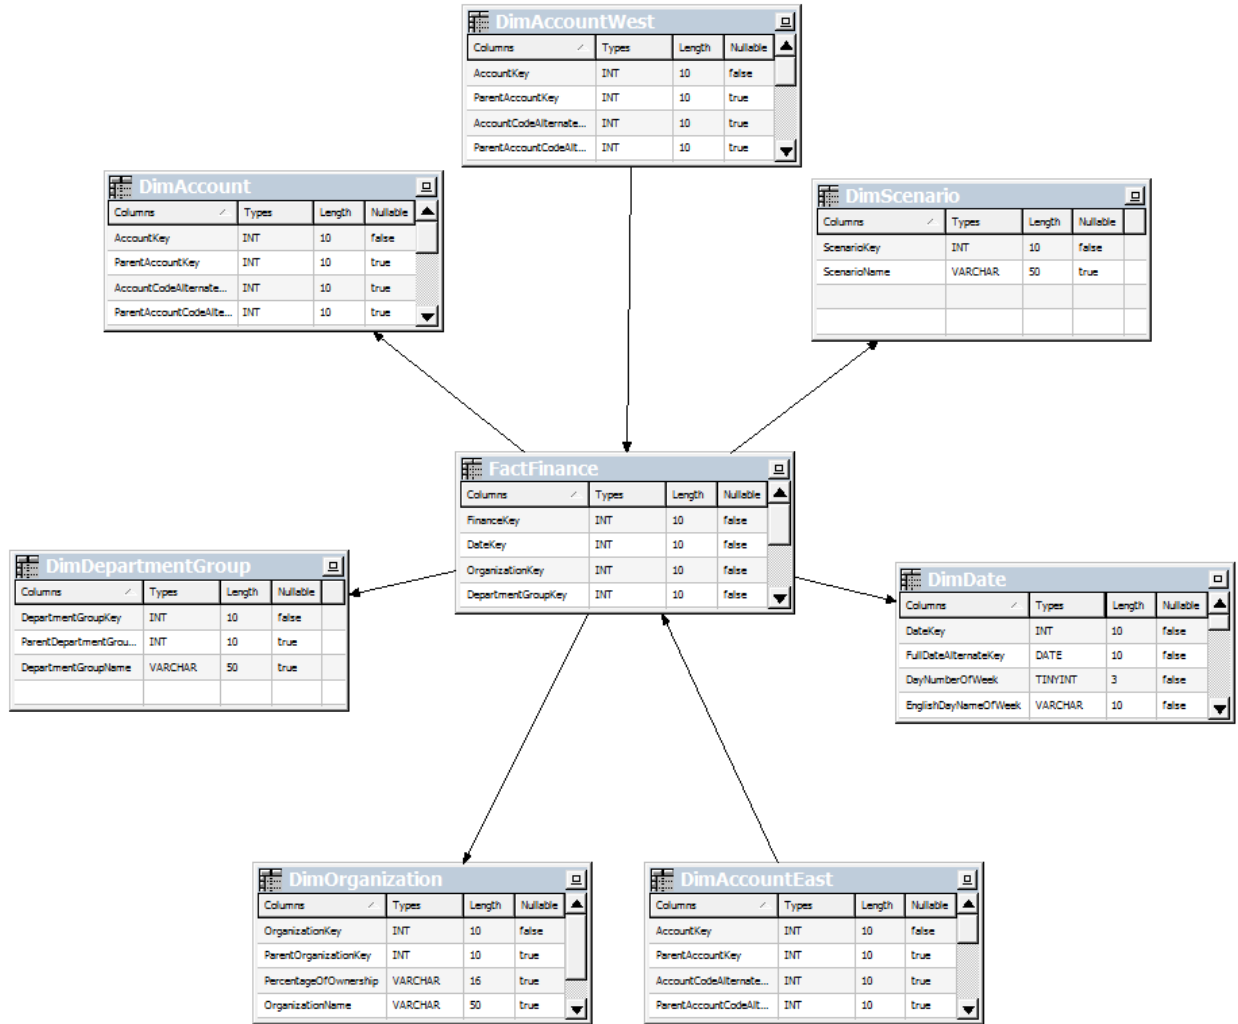 DimAccountWest
Columns Types Length Nullable
AccountKey INT 10 false
ParentAccountKey INT 10 true
AccountCodeAlternate... INT 10 true
ParentAccountCodeAlt... INT 10 true
DimAccount
Columns Types Length Nullable
AccountKey INT 10 false
ParentAccountKey INT 10 true
AccountCodeAlternate... INT 10 true
ParentAccountCodeAlte... INT 10 true
DimScenario
Columns Types Length Nullable
ScenarioKey INT 10 false
ScenarioName VARCHAR 50 true
FactFinance
Columns Types Length Nullable
FinanceKey INT 10 false
DateKey INT 10 false
OrganizationKey INT 10 false
DepartmentGroupKey INT 10 false
DimDepartmentGroup
Columns Types Length Nullable
DepartmentGroupKey INT 10 false
ParentDepartmentGrou... INT 10 true
DepartmentGroupName VARCHAR 50 true
DimDate
Columns Types Length Nullable
DateKey INT 10 false
FullDateAlternateKey DATE 10 false
DayNumberOfWeek TINYINT 3 false
EnglishDayNameOfWeek VARCHAR 10 false
DimOrganization
Columns Types Length Nullable
OrganizationKey INT 10 false
ParentOrganizationKey INT 10 true
PercentageOfOwnership VARCHAR 16 true
OrganizationName VARCHAR 50 true
DimAccountEast
Columns Types Length Nullable
AccountKey INT 10 false
ParentAccountKey INT 10 true
AccountCodeAlternate... INT 10 true
ParentAccountCodeAlt... INT 10 true